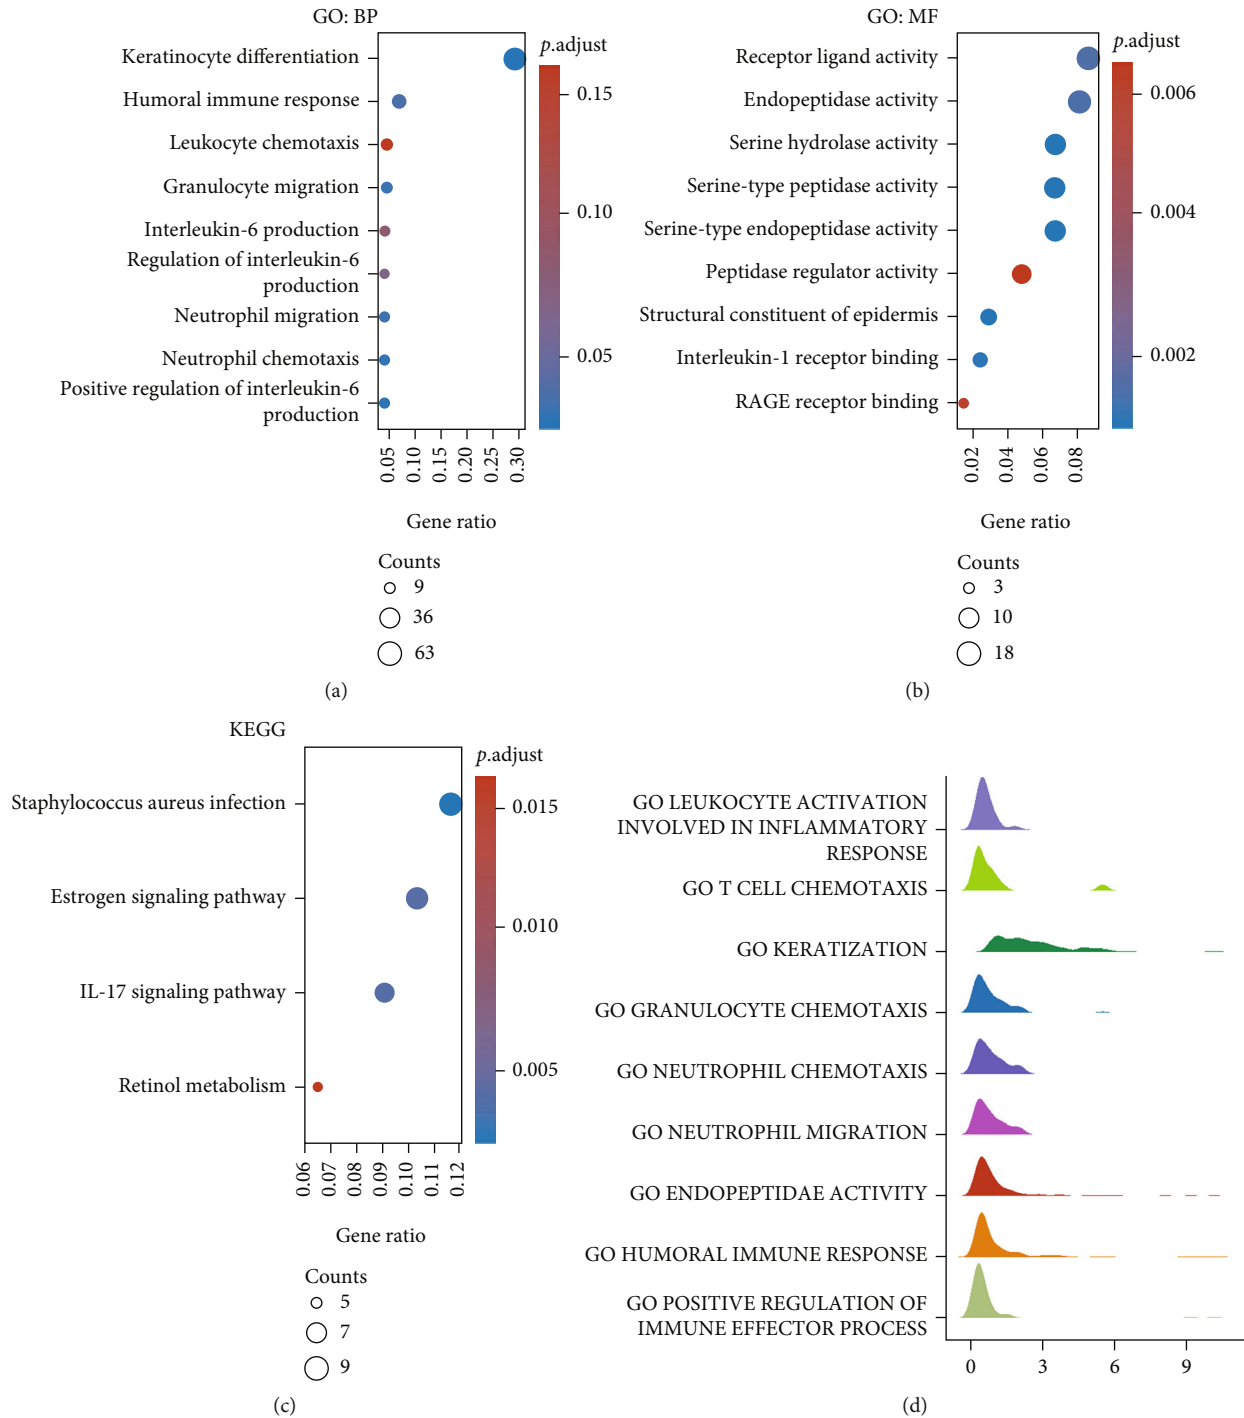 GO: BP
Keratinocyte differentiation
Humoral immune response
Leukocyte chemotaxis
Granulocyte migration
Interleukin-6 production
Regulation of interleukin-6
production
Neutrophil migration
Neutrophil chemotaxis
Positive regulation of interleukin-6
production
0.05
0.10
0.15
0.20
0.25
0.30
Gene ratio
p.adjust
0.15
0.10
0.05
Counts
9
36
63
(a)
GO: MF
Receptor ligand activity
Endopeptidase activity
Serine hydrolase activity
Serine-type peptidase activity
Serine-type endopeptidase activity
Peptidase regulator activity
Structural constituent of epidermis
Interleukin-1 receptor binding
RAGE receptor binding
0.02
0.04
0.06
0.08
Gene ratio
p.adjust
0.006
0.004
0.002
Counts
3
10
18
(b)
KEGG
Staphylococcus aureus infection
Estrogen signaling pathway
IL-17 signaling pathway
Retinol metabolism
0.06
0.07
0.08
0.09
0.10
0.11
0.12
Gene ratio
p.adjust
0.015
0.010
0.005
Counts
5
7
9
(c)
GO LEUKOCYTE ACTIVATION
INVOLVED IN INFLAMMATORY
RESPONSE
GO T CELL CHEMOTAXIS
GO KERATIZATION
GO GRANULOCYTE CHEMOTAXIS
GO NEUTROPHIL CHEMOTAXIS
GO NEUTROPHIL MIGRATION
GO ENDOPEPTIDAE ACTIVITY
GO HUMORAL IMMUNE RESPONSE
GO POSITIVE REGULATION OF
IMMUNE EFFECTOR PROCESS
0 3 6 9
(d)